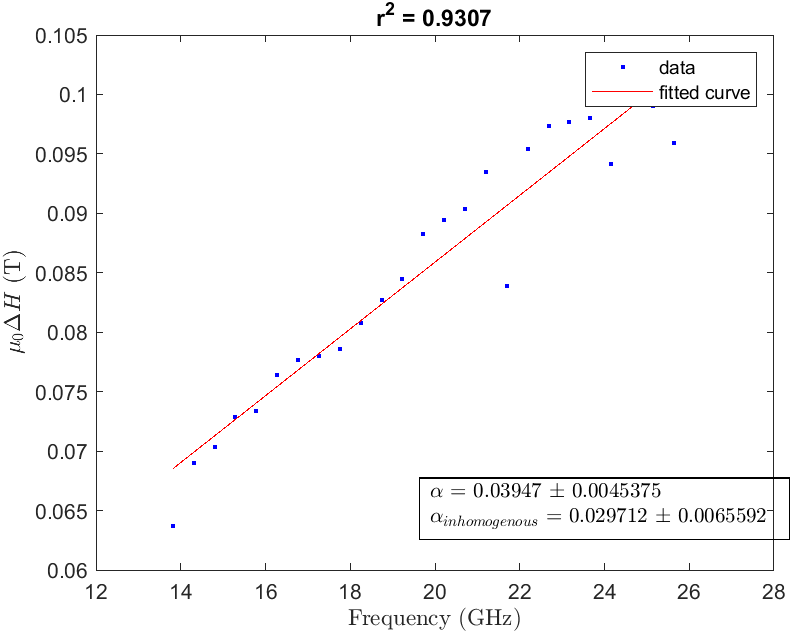 r² = 0.9307
0.105
0.1
0.095
0.09
0.085
0.08
0.075
0.07
0.065
0.06
μ₀ΔH (T)
data
fitted curve
α = 0.03947 ± 0.0045375
αinhomogenous = 0.029712 ± 0.0065592
12 14 16 18 20 22 24 26 28
Frequency (GHz)